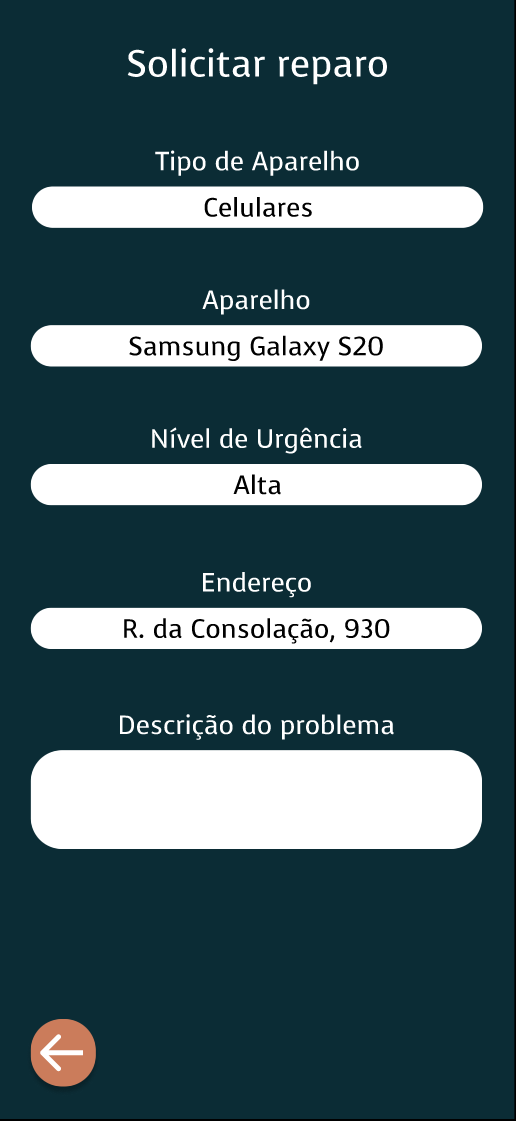 Solicitar reparo
Tipo de Aparelho
Celulares
Aparelho
Samsung Galaxy S20
Nível de Urgência
Alta
Endereço
R. da Consolação, 930
Descrição do problema